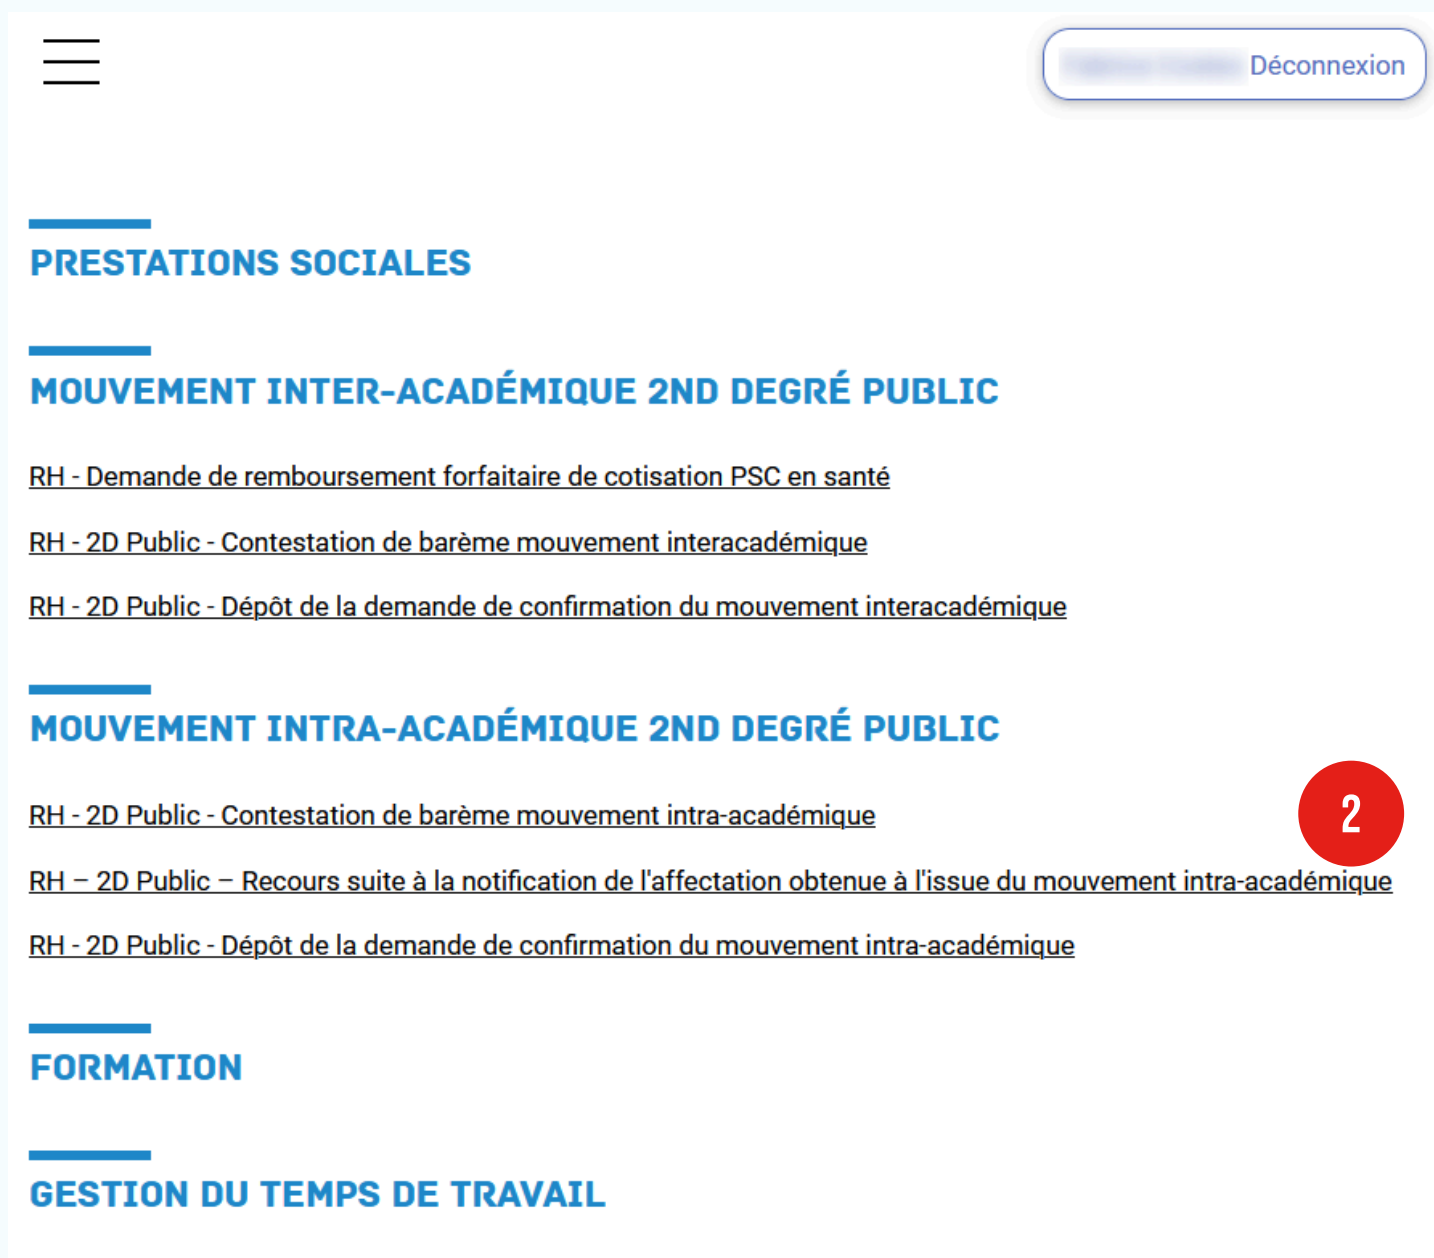 Déconnexion
PRESTATIONS SOCIALES
MOUVEMENT INTER-ACADÉMIQUE 2ND DEGRÉ PUBLIC
RH - Demande de remboursement forfaitaire de cotisation PSC en santé
RH - 2D Public - Contestation de barème mouvement interacadémique
RH - 2D Public - Dépôt de la demande de confirmation du mouvement interacadémique
MOUVEMENT INTRA-ACADÉMIQUE 2ND DEGRÉ PUBLIC
RH - 2D Public - Contestation de barème mouvement intra-académique
2
RH – 2D Public – Recours suite à la notification de l'affectation obtenue à l'issue du mouvement intra-académique
RH - 2D Public - Dépôt de la demande de confirmation du mouvement intra-académique
FORMATION
GESTION DU TEMPS DE TRAVAIL